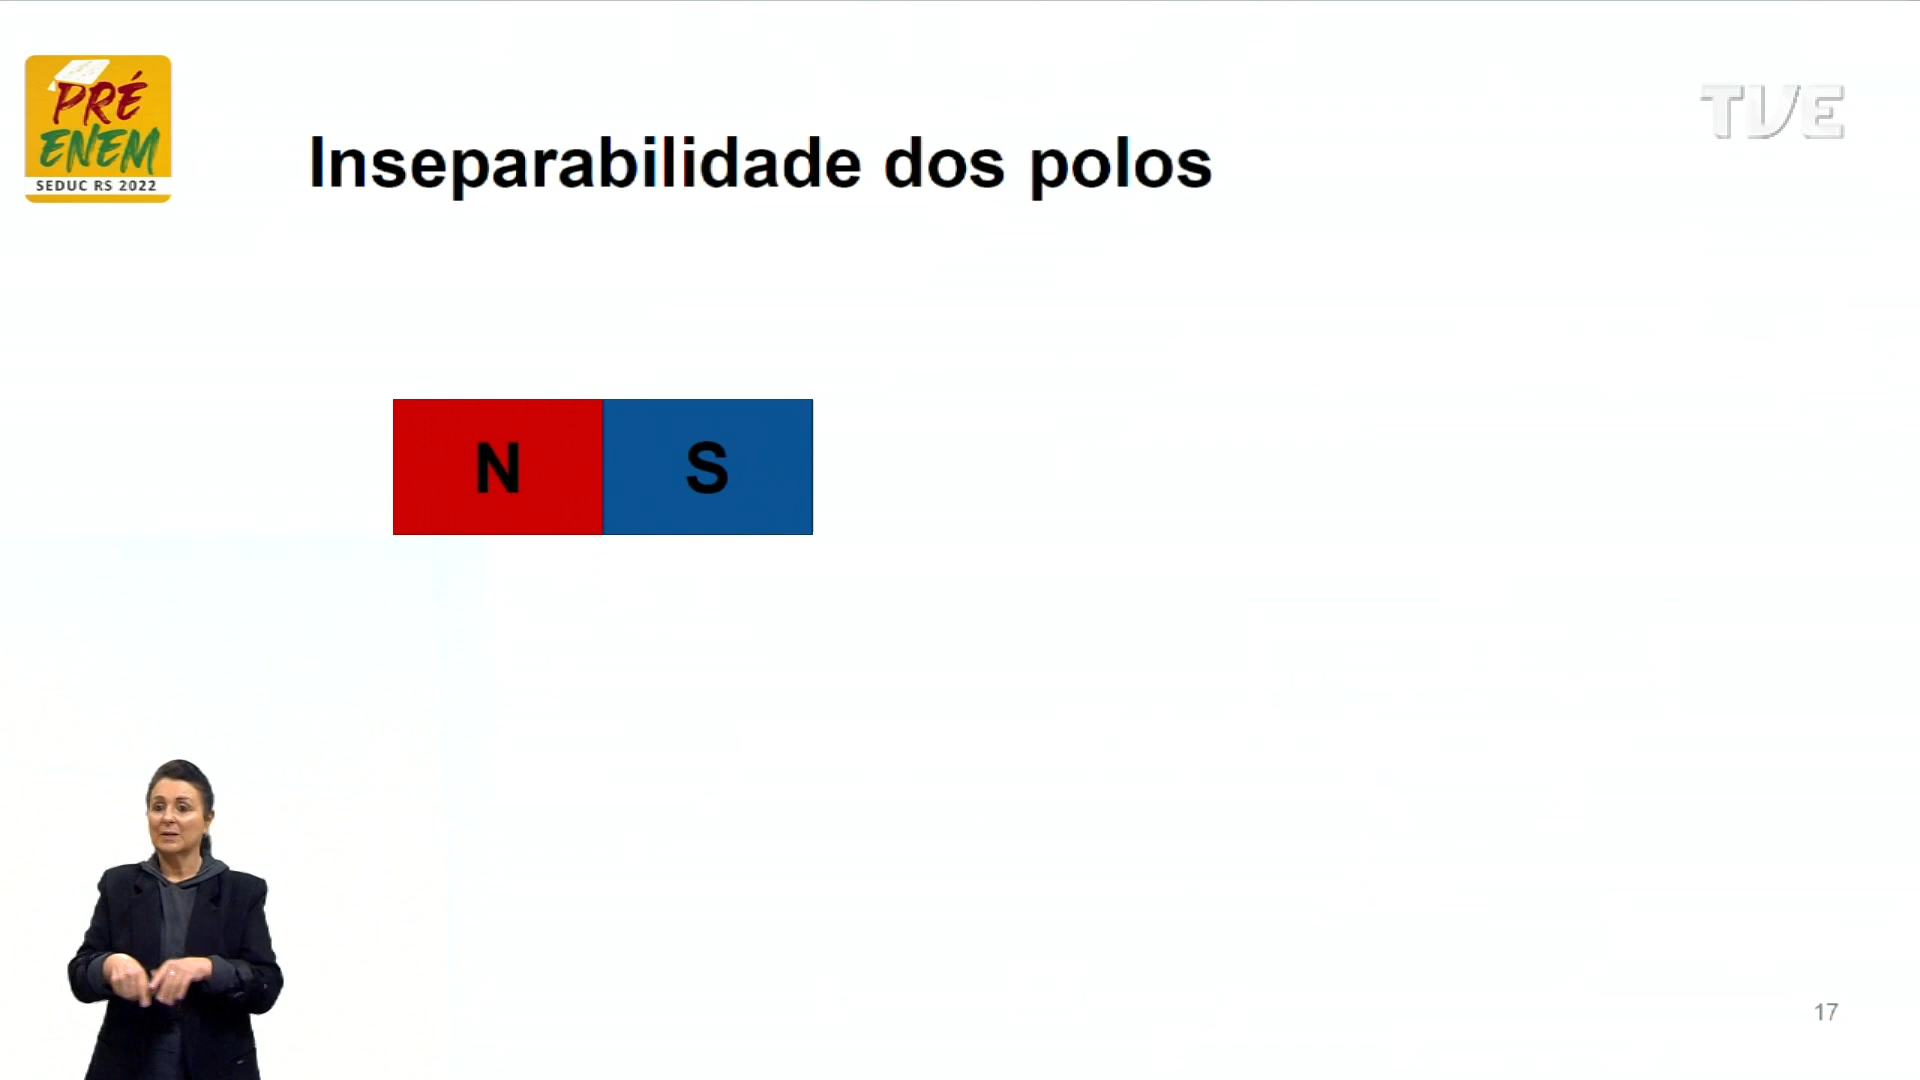 PRÉ
ENEM
SEDUC RS 2022
TVE
Inseparabilidade dos polos
N S
17